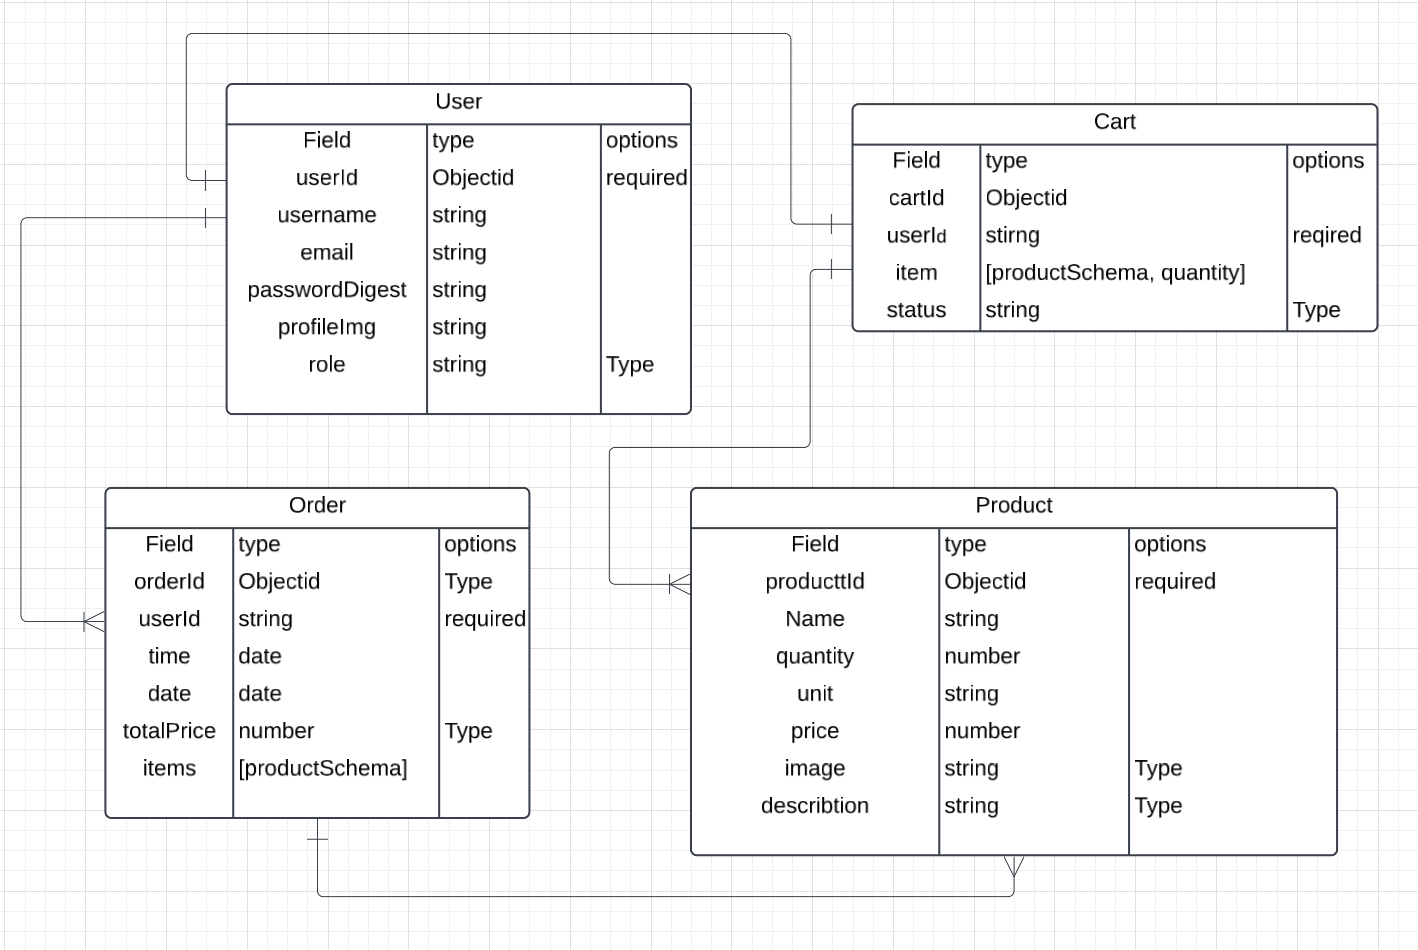 User
Field type options
userId Objectid required
username string
email string
passwordDigest string
profileImg string
role string Type
Cart
Field type options
cartId Objectid
userId stirng reqired
item [productSchema, quantity]
status string Type
Order
Field type options
orderId Objectid Type
userId string required
time date
date date
totalPrice number Type
items [productSchema]
Product
Field type options
producttId Objectid required
Name string
quantity number
unit string
price number
image string Type
describtion string Type